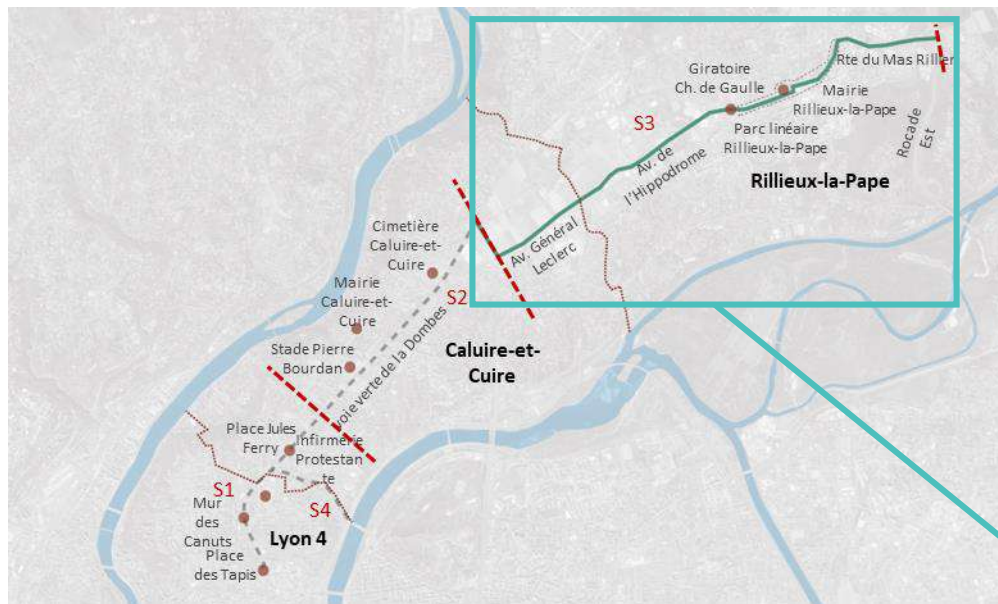 Rte du Mas Rillier
Giratoire
Ch. de Gaulle
Mairie
Rillieux-la-Pape
S3
Parc linéaire
Rillieux-la-Pape
Rocade
Est
Av. de
l'Hippodrome
Rillieux-la-Pape
Cimetière
Caluire-et-
Cuire
Av. Général
Leclerc
Mairie
Caluire-et-
Cuire
S2
Stade Pierre
Bourdan
voie verte de la Dombes
Caluire-et-
Cuire
Place Jules
Ferry
Infirmerie
Protestan
te
S1
Mur
des
Canuts
S4
Lyon 4
Place
des Tapis